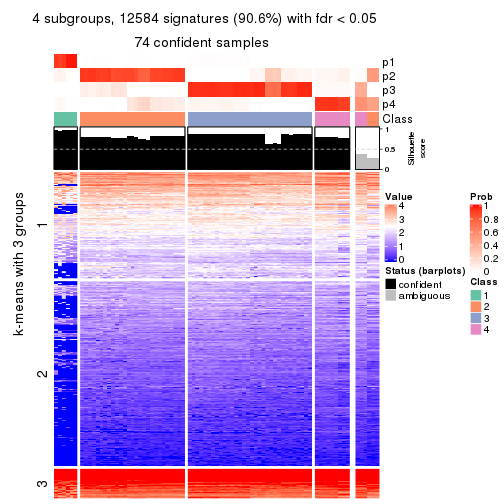 4 subgroups, 12584 signatures (90.6%) with fdr < 0.05
74 confident samples
p1
p2
p3
p4
Class
1
0.5
0
Silhouette
score
k-means with 3 groups
1
2
3
Value
4
3
2
1
0
Status (barplots)
confident
ambiguous
Prob
1
0.8
0.6
0.4
0.2
0
Class
1
2
3
4